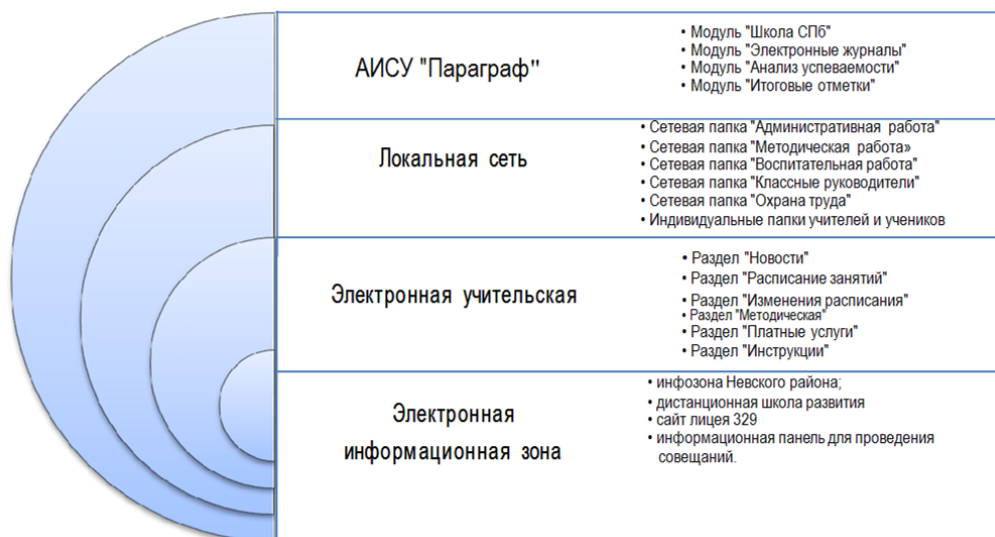 АИСУ "Параграф"
• Модуль "Школа СПб"
• Модуль "Электронные журналы"
• Модуль "Анализ успеваемости"
• Модуль "Итоговые отметки"
Локальная сеть
• Сетевая папка "Административная работа"
• Сетевая папка "Методическая работа»
• Сетевая папка "Воспитательная работа"
• Сетевая папка "Классные руководители"
• Сетевая папка "Охрана труда"
• Индивидуальные папки учителей и учеников
Электронная учительская
• Раздел "Новости"
• Раздел "Расписание занятий"
• Раздел "Изменения расписания"
• Раздел "Методическая"
• Раздел "Платные услуги"
• Раздел "Инструкции"
Электронная
информационная зона
• инфозона Невского района;
• дистанционная школа развития
• сайт лицея 329
• информационная панель для проведения
совещаний.